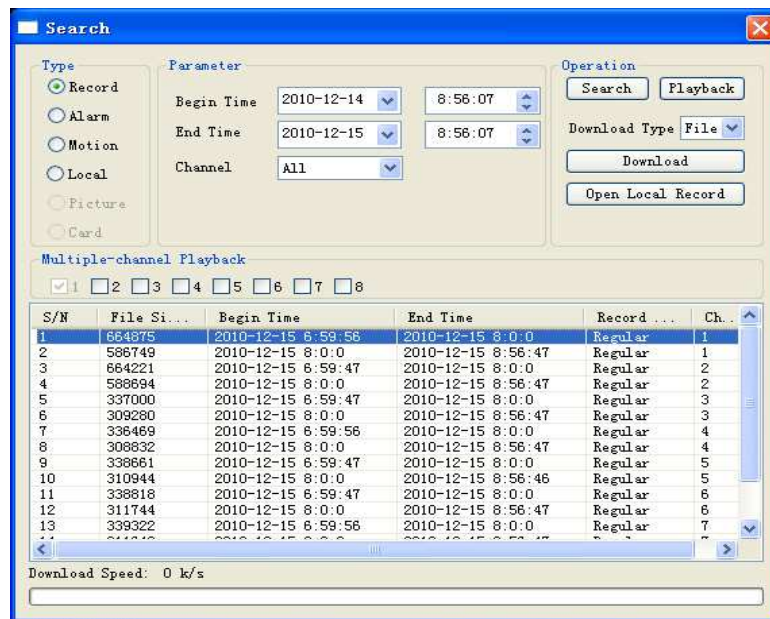 Search
Type
Record
Alarm
Motion
Local
Picture
Card
Parameter
Begin Time 2010-12-14 8:56:07
End Time 2010-12-15 8:56:07
Channel All
Operation
Search Playback
Download Type File
Download
Open Local Record
Multiple-channel Playback
1 2 3 4 5 6 7 8
S/N File Si... Begin Time End Time Record ... Ch..
1 664875 2010-12-15 6:59:56 2010-12-15 8:0:0 Regular 1
2 586749 2010-12-15 8:0:0 2010-12-15 8:56:47 Regular 1
3 664221 2010-12-15 6:59:47 2010-12-15 8:0:0 Regular 2
4 588694 2010-12-15 8:0:0 2010-12-15 8:56:47 Regular 2
5 337000 2010-12-15 6:59:47 2010-12-15 8:0:0 Regular 3
6 309280 2010-12-15 8:0:0 2010-12-15 8:56:47 Regular 3
7 336469 2010-12-15 6:59:56 2010-12-15 8:0:0 Regular 4
8 308832 2010-12-15 8:0:0 2010-12-15 8:56:47 Regular 4
9 338661 2010-12-15 6:59:47 2010-12-15 8:0:0 Regular 5
10 310944 2010-12-15 8:0:0 2010-12-15 8:56:46 Regular 5
11 338818 2010-12-15 6:59:47 2010-12-15 8:0:0 Regular 6
12 311744 2010-12-15 8:0:0 2010-12-15 8:56:47 Regular 6
13 339322 2010-12-15 6:59:56 2010-12-15 8:0:0 Regular 7
Download Speed: 0 k/s